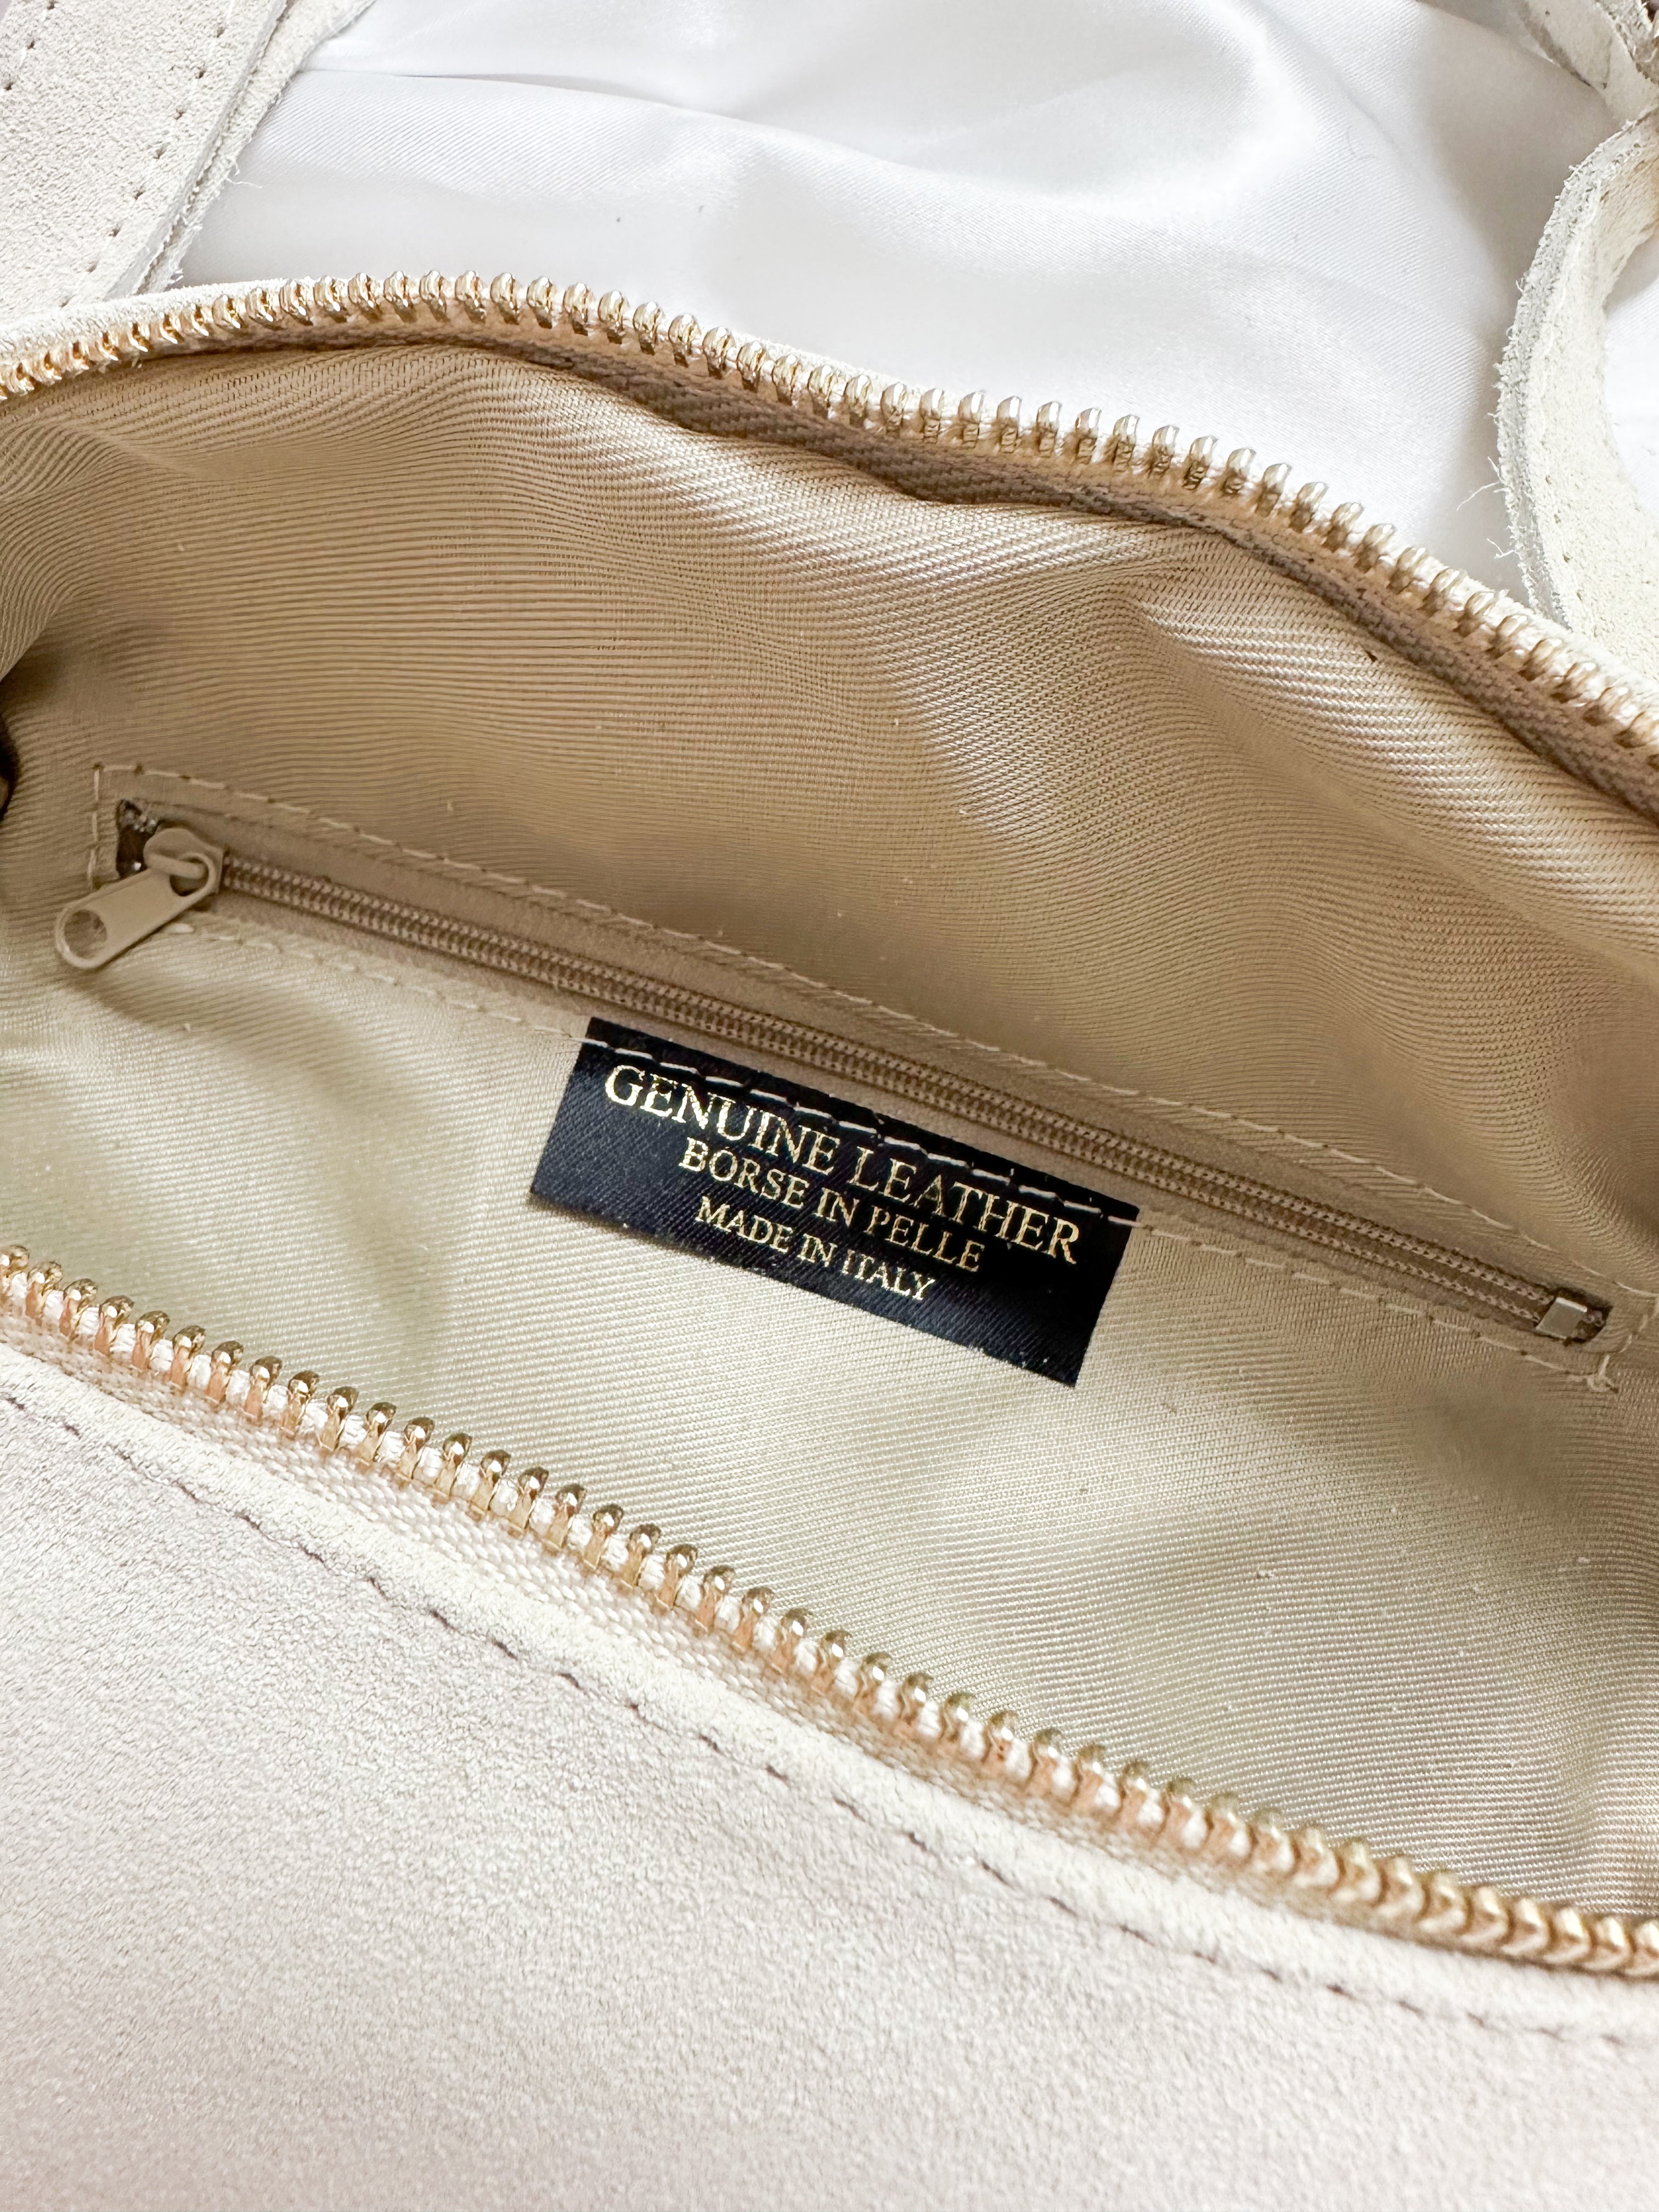 GENUINE LEATHER
BORSE IN PELLE
MADE IN ITALY